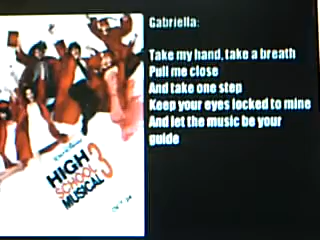 Gabriella:
Take my hand, take a breath
Pull me close
And take one step
Keep your eyes locked to mine
And let the music be your
guide
HIGH
SCHOOL
MUSICAL 3